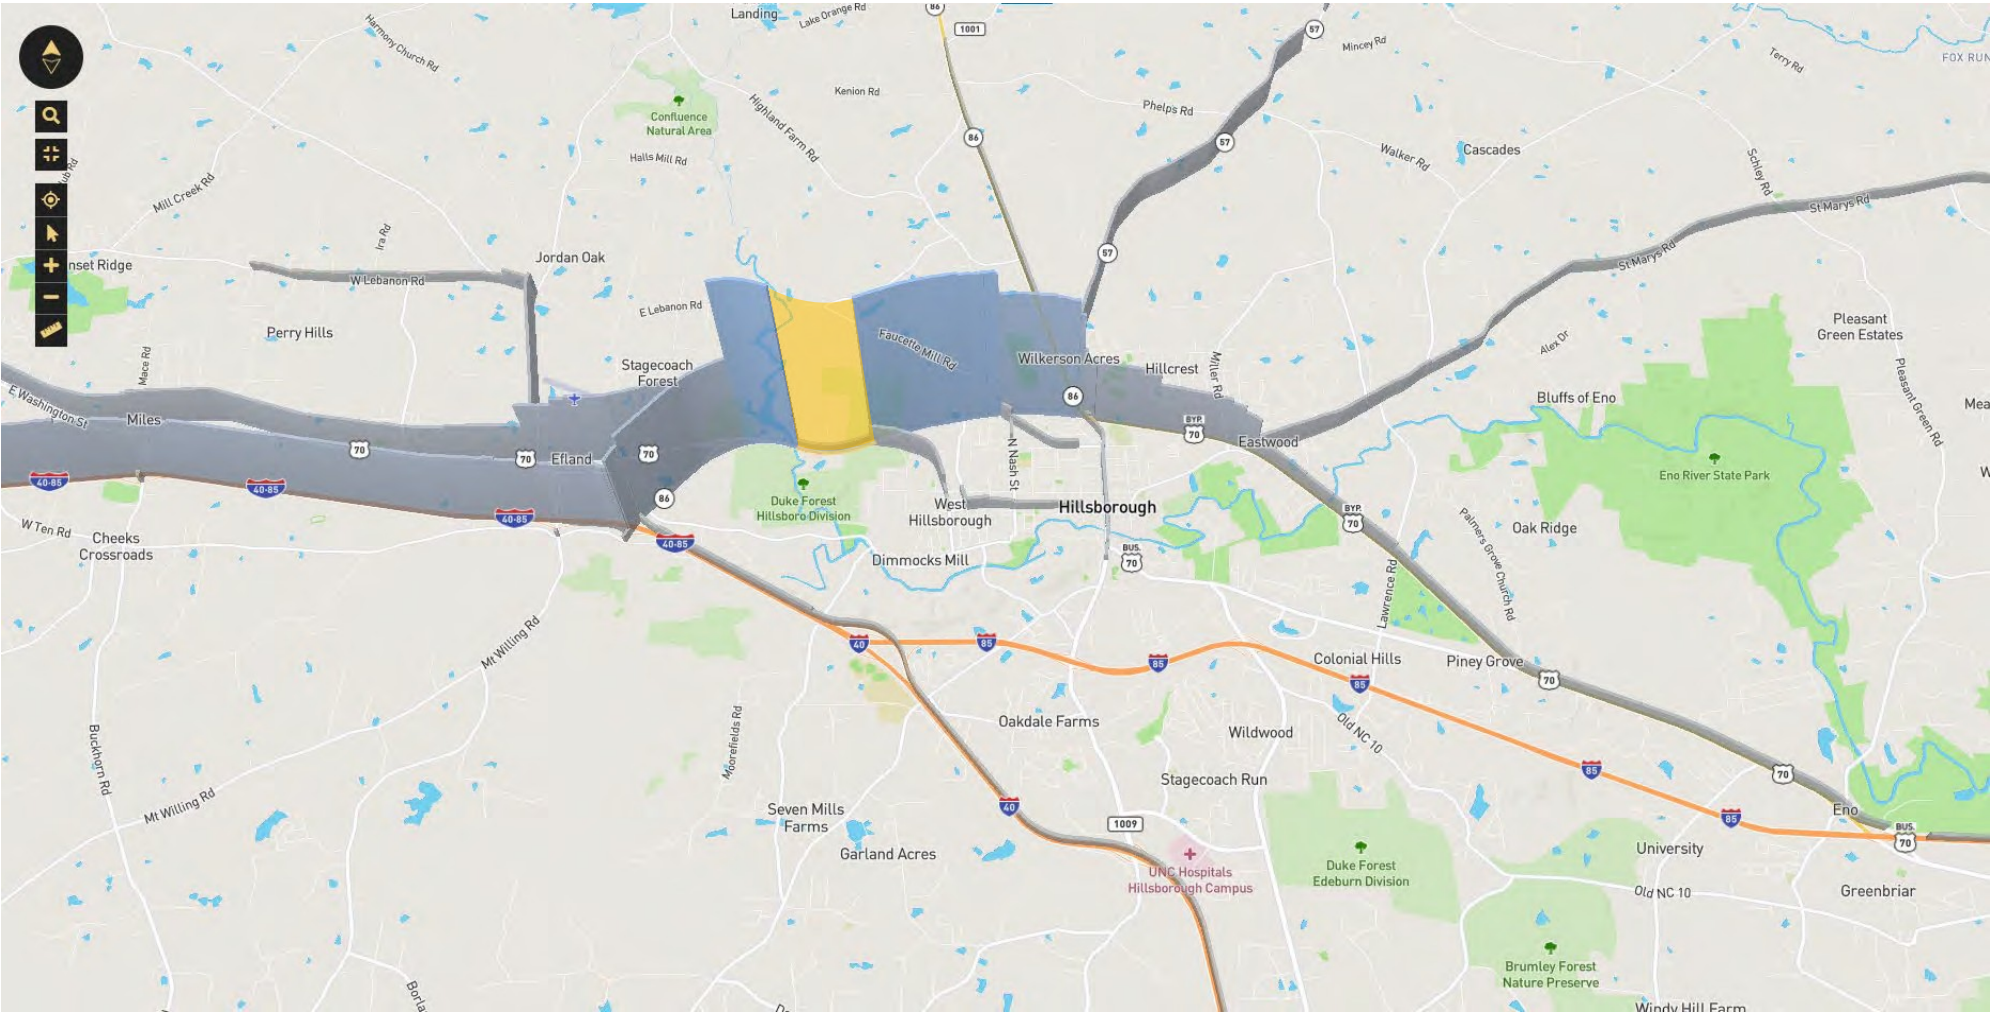 Landing
Lake Orange Rd
86
1001
57
Mincey Rd
Terry Rd
FOX RUN
Harmony Church Rd
Kenion Rd
Highland Farm Rd
Phelps Rd
Confluence
Natural Area
86
57
Halls Mill Rd
Walker Rd
Cascades
Schley Rd
Mill Creek Rd
St Marys Rd
Ira Rd
Jordan Oak
57
St Marys Rd
nset Ridge
W Lebanon Rd
E Lebanon Rd
Perry Hills
Faucette Mill Rd
Alex Dr
Pleasant
Green Estates
Mace Rd
Stagecoach
Forest
Wilkerson Acres
Hillcrest
Miller Rd
Pleasant Green Rd
E Washington St
Miles
86
Bluffs of Eno
Mea
BYP.
70
Eastwood
70
70
Efland
70
N Nash St
Eno River State Park
W
40-85
40-85
86
Duke Forest
Hillsboro Division
West
Hillsborough
Hillsborough
BYP.
70
40-85
W Ten Rd
40-85
Oak Ridge
Palmers Grove Church Rd
Cheeks
Crossroads
Dimmocks Mill
BUS.
70
Lawrence Rd
Mt Willing Rd
40
85
85
Colonial Hills
Piney Grove
85
70
Buckhorn Rd
Moorefields Rd
Oakdale Farms
Wildwood
Old NC 10
Stagecoach Run
85
70
Mt Willing Rd
Seven Mills
Farms
40
1009
85
Eno
BUS.
70
Garland Acres
UNC Hospitals
Hillsborough Campus
Duke Forest
Edeburn Division
University
Old NC 10
Greenbriar
Brumley Forest
Nature Preserve
Borla
Windy Hill Farm